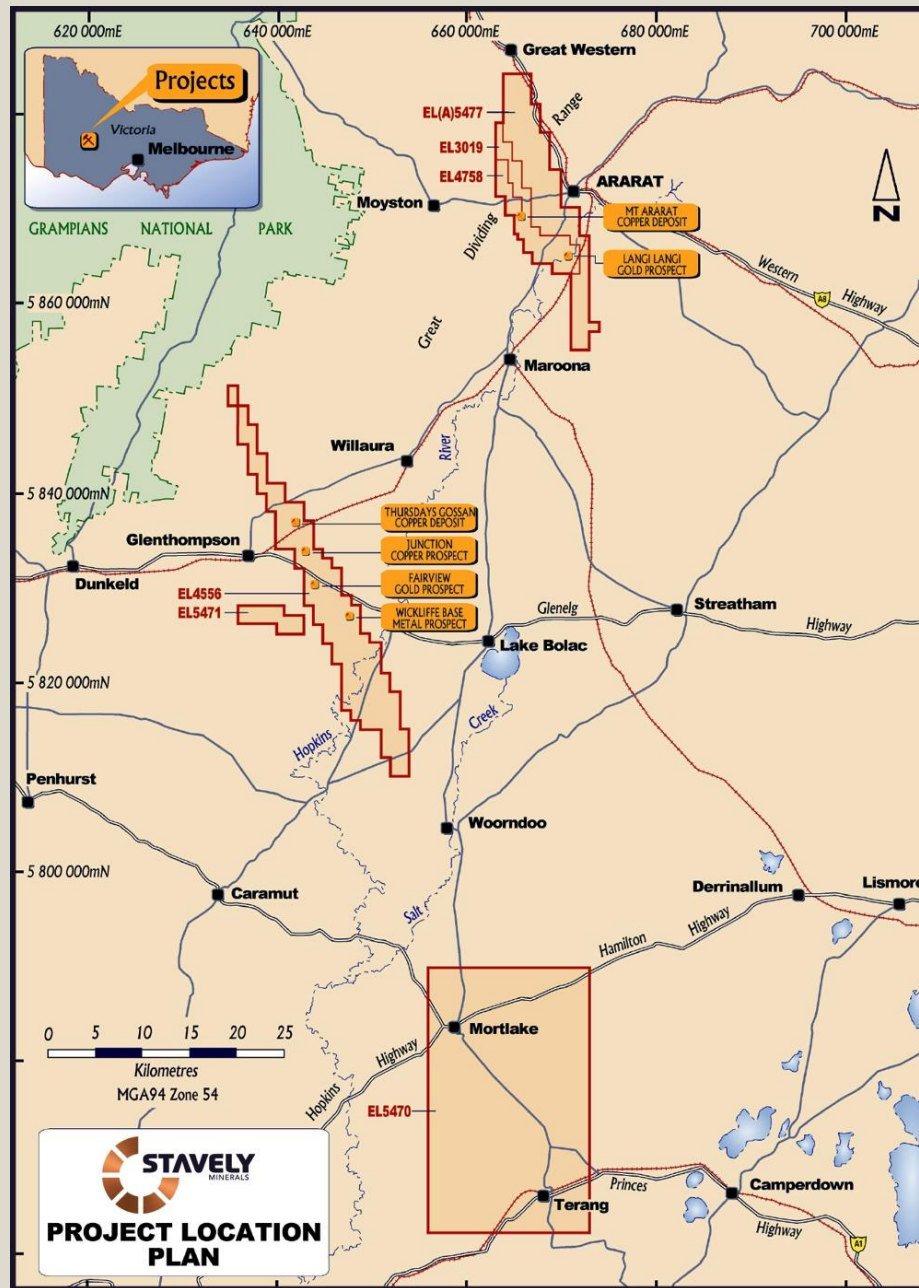 620 000mE
640 000mE
660 000mE
680 000mE
700 000mE
Great Western
Projects
Victoria
Melbourne
EL(A)5477
Range
EL3019
EL4758
ARARAT
N
Moyston
MT ARARAT
COPPER DEPOSIT
GRAMPIANS NATIONAL PARK
Dividing
LANGI LANGI
GOLD PROSPECT
Western
Highway
A8
5 860 000mN
Great
Maroona
Willaura
River
5 840 000mN
THURSDAYS GOSSAN
COPPER DEPOSIT
Glenthompson
JUNCTION
COPPER PROSPECT
Dunkeld
FAIRVIEW
GOLD PROSPECT
EL4556
EL5471
WICKLIFFE BASE
METAL PROSPECT
Glenelg
Streatham
Highway
Lake Bolac
5 820 000mN
Creek
Hopkins
Penhurst
Woorndoo
5 800 000mN
Caramut
Derrinallum
Lismore
Salt
Highway
Hamilton
0 5 10 15 20 25
Kilometres
MGA94 Zone 54
Mortlake
Highway
Hopkins
EL5470
STAVELY
MINERALS
PROJECT LOCATION
PLAN
Terang
Princes
Camperdown
Highway
A1